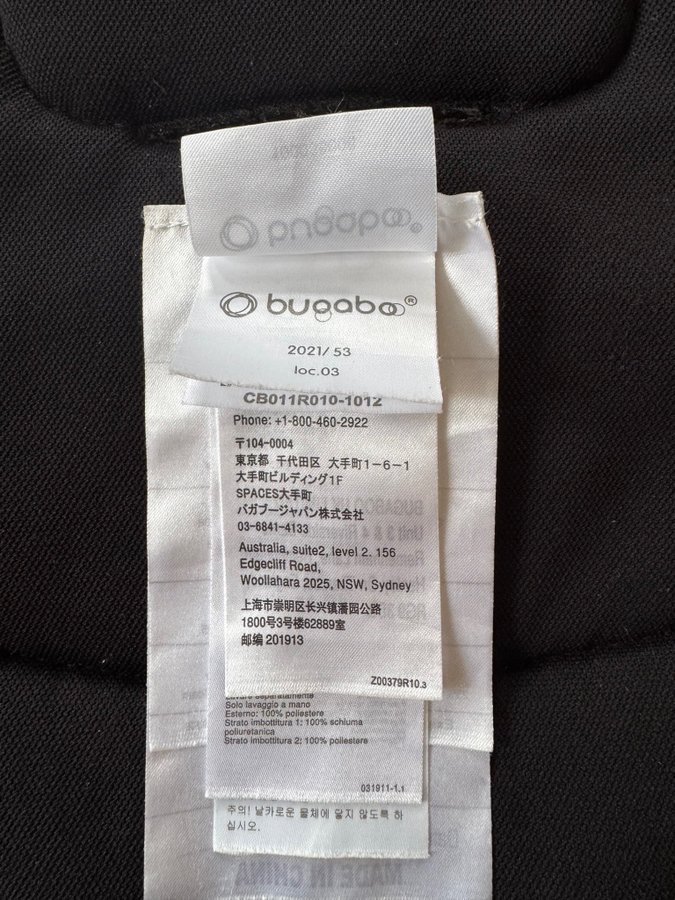 bugaboo®
bugaboo®
2021/ 53
loc.03
CB011R010-1012
Phone: +1-800-460-2922
〒104-0004
東京都 千代田区 大手町1-6-1
大手町ビルディング1F
SPACES大手町
バガブージャパン株式会社
03-6841-4133
Australia, suite2, level 2. 156
Edgecliff Road,
Woollahara 2025, NSW, Sydney
上海市崇明区长兴镇潘园公路
1800号3号楼62889室
邮编 201913
Z00379R10.3
Lavare separatamente
Solo lavaggio a mano
Esterno: 100% poliestere
Strato imbottitura 1: 100% schiuma
poliuretanica
Strato imbottitura 2: 100% poliestere
031911-1.1
주의! 날카로운 물체에 닿지 않도록 하
십시오.
MADE IN CHINA